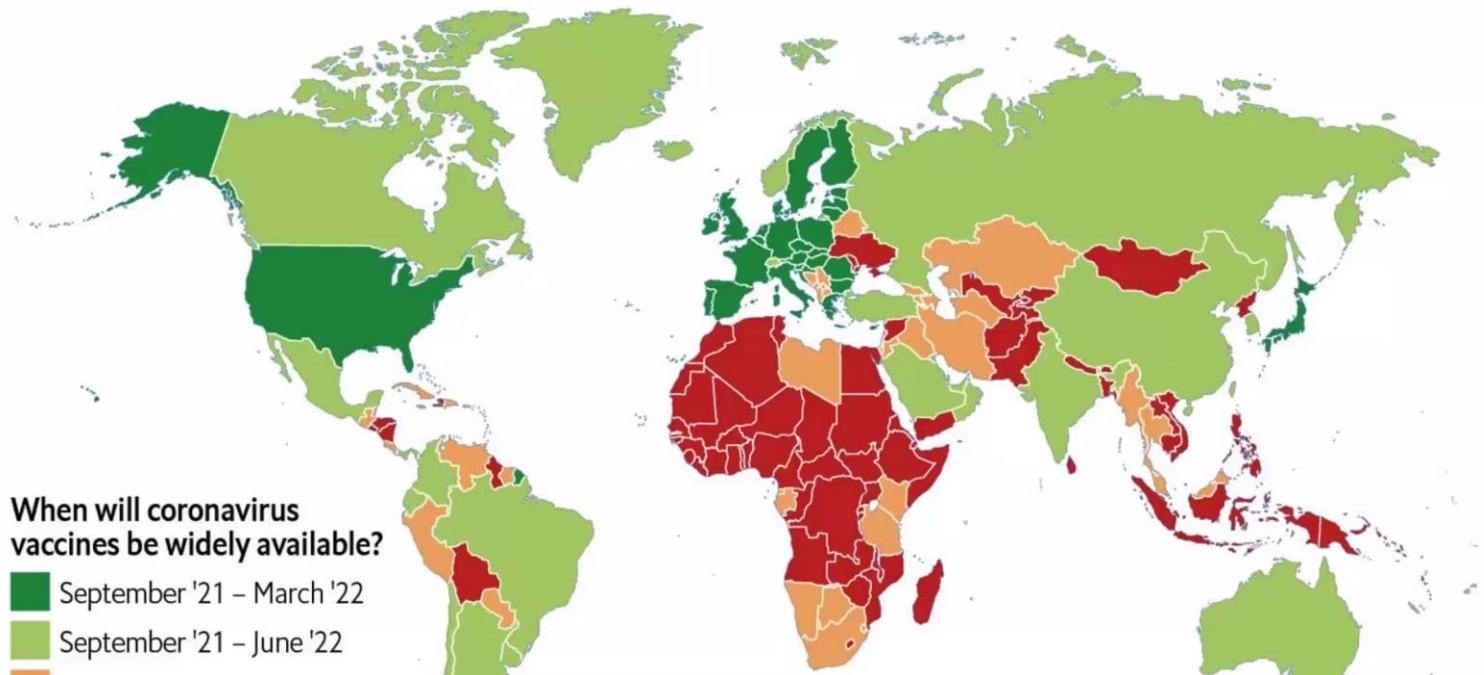 When will coronavirus
vaccines be widely available?
September '21 – March '22
September '21 – June '22